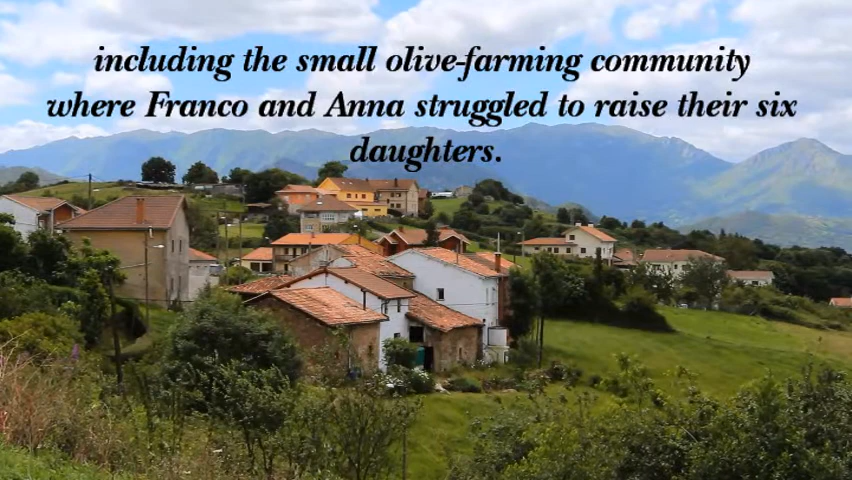 including the small olive-farming community
where Franco and Anna struggled to raise their six
daughters.